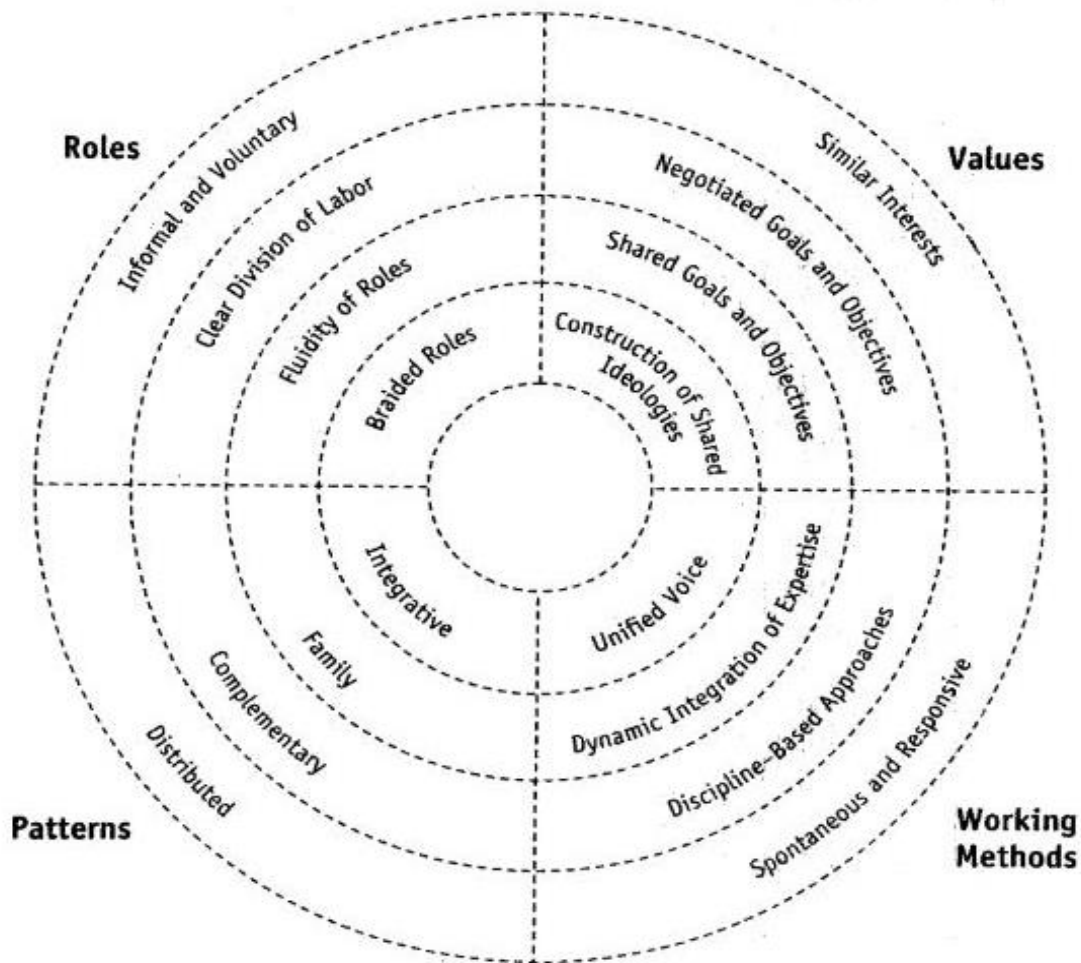 Roles
Values
Informal and Voluntary
Clear Division of Labor
Fluidity of Roles
Braided Roles
Similar Interests
Negotiated Goals and Objectives
Shared Goals and Objectives
Construction of Shared
Ideologies
Integrative
Family
Complementary
Distributed
Patterns
Unified Voice
Dynamic Integration of Expertise
Discipline-Based Approaches
Spontaneous and Responsive
Working
Methods